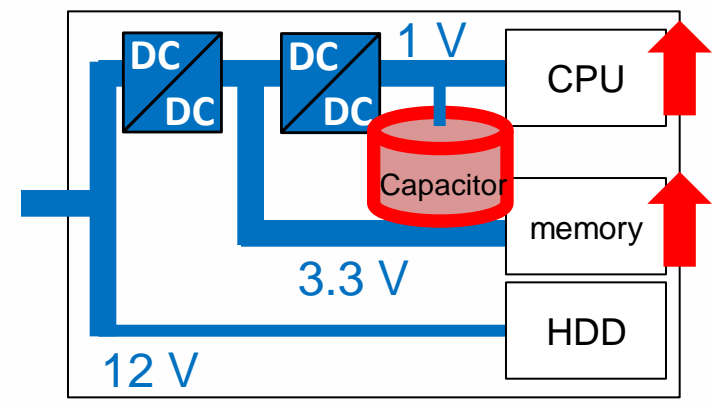 DC
DC
DC
DC
1 V
CPU
Capacitor
memory
3.3 V
HDD
12 V